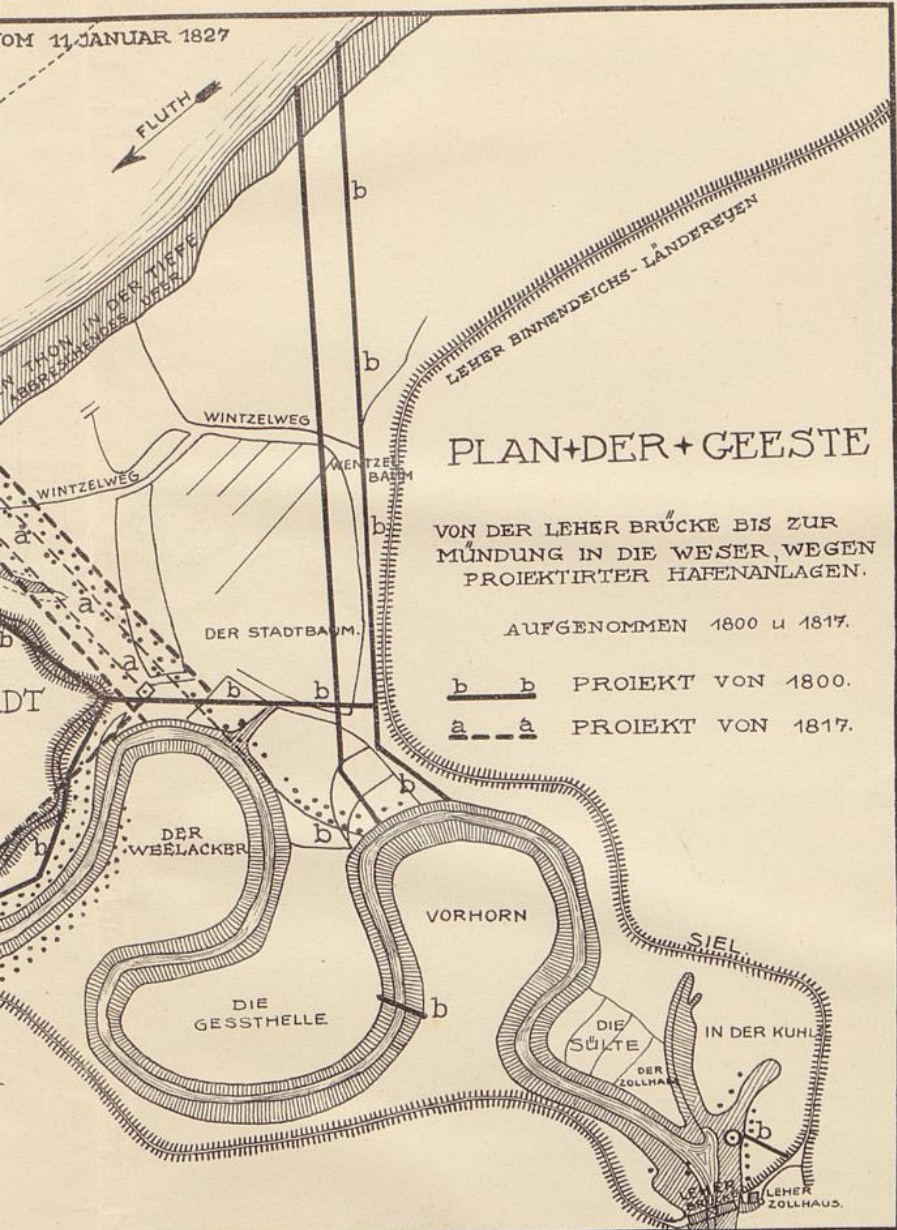 OM 11 JANUAR 1827
FLUTH
N THON IN DER TIEFE
ABBRECHENDES UFER
LEHER BINNENDEICHS-LÄNDEREYEN
b
b
WINTZELWEG
WENTZEL
BAUM
WINTZELWEG
a
b
a
b
DER STADTBAUM.
a
b
b
DT
PLAN+DER+GEESTE
VON DER LEHER BRÜCKE BIS ZUR
MÜNDUNG IN DIE WESER, WEGEN
PROIEKTIRTER HAFENANLAGEN.
AUFGENOMMEN 1800 u 1817.
b b PROIEKT VON 1800.
a a PROIEKT VON 1817.
b
b
b
DER
WEELACKER
VORHORN
SIEL.
DIE
GESSTHELLE
b
DIE
SÜLTE
IN DER KUHL
DER
b
LEHER
LEHER
ZOLLHAUS.